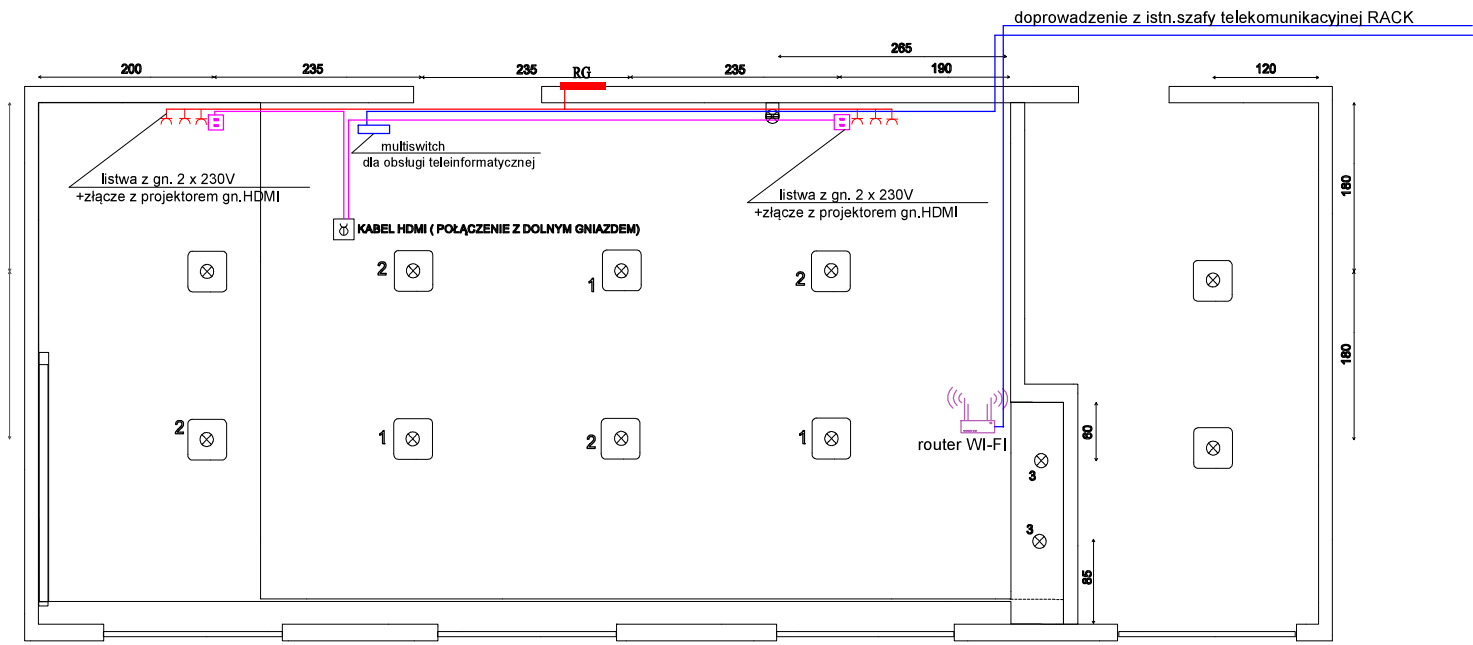 doprowadzenie z istn.szafy telekomunikacyjnej RACK
265
200
235
235
RG
235
190
120
multiswitch
dla obsługi teleinformatycznej
listwa z gn. 2 x 230V
+złącze z projektorem gn.HDMI
listwa z gn. 2 x 230V
+złącze z projektorem gn.HDMI
180
KABEL HDMI ( POŁĄCZENIE Z DOLNYM GNIAZDEM)
2
1
2
180
2
1
2
1
router WI-FI
60
3
3
85